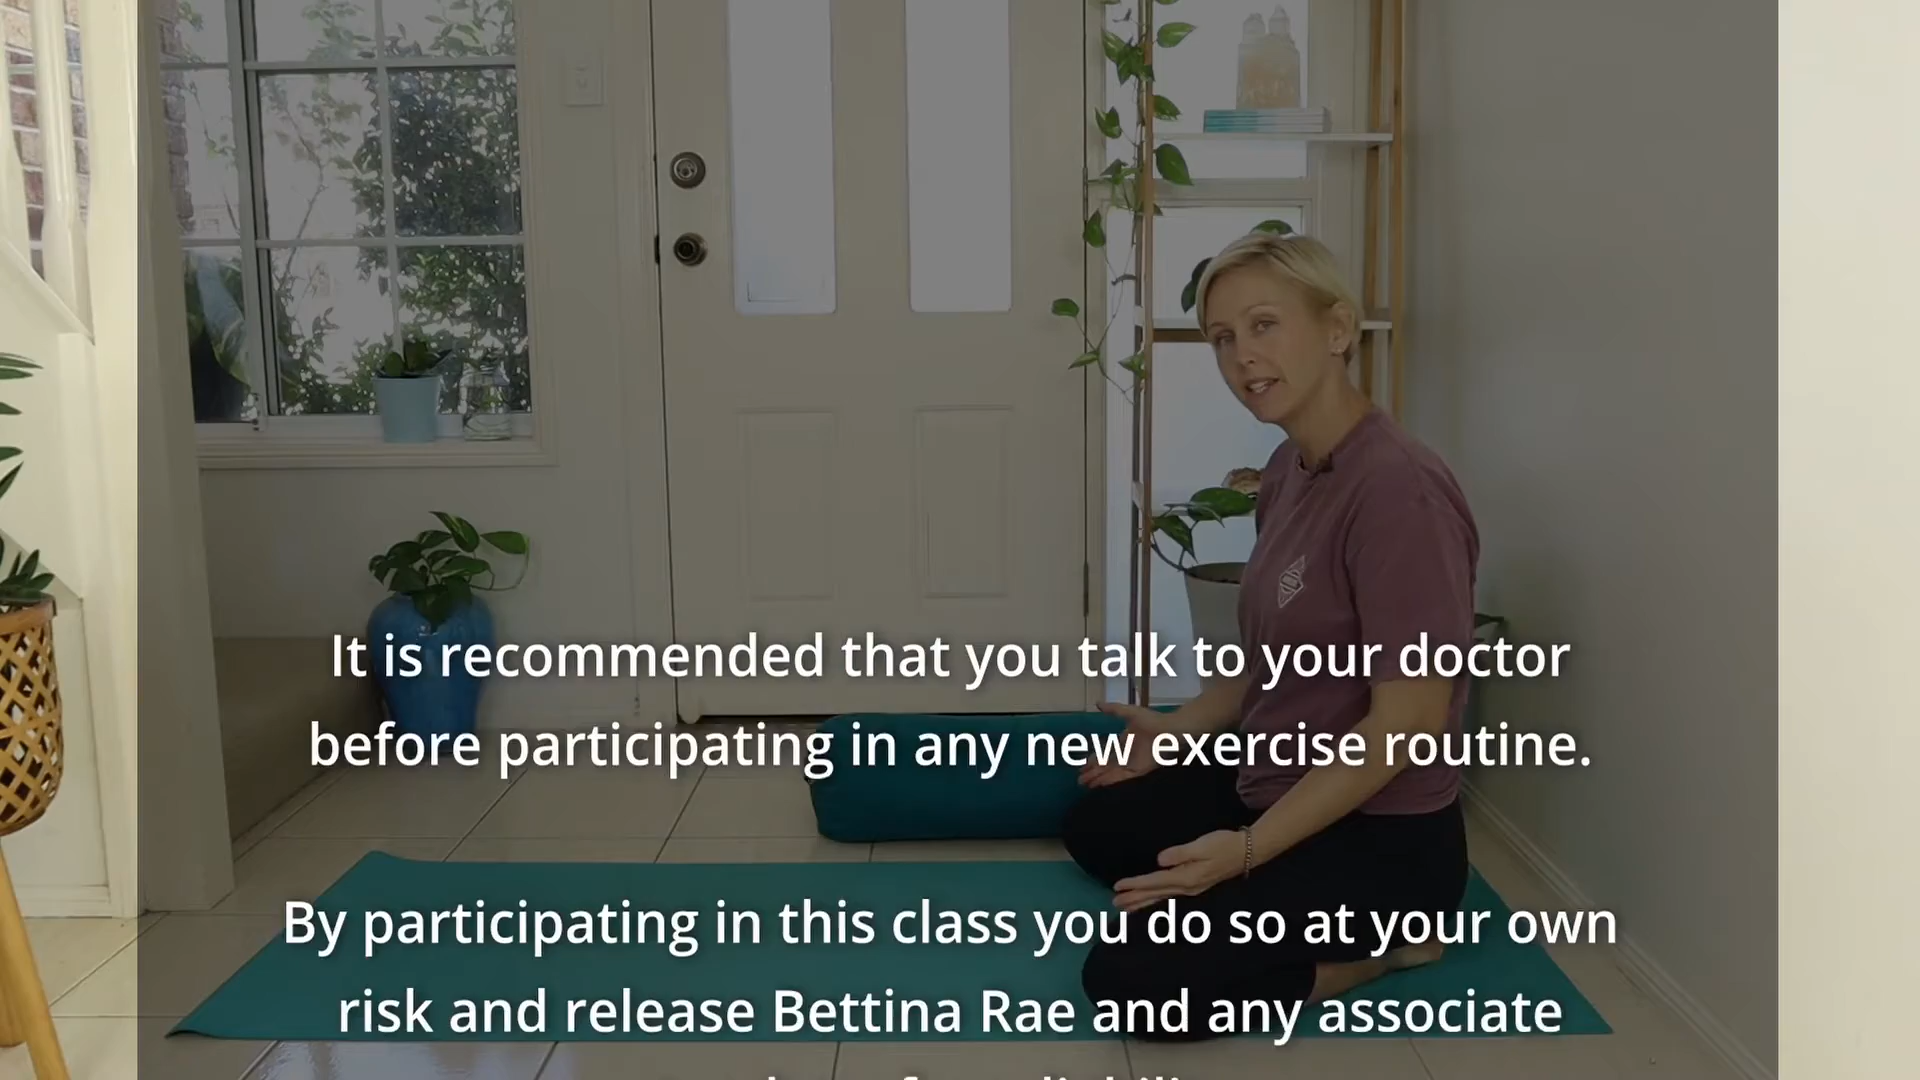 It is recommended that you talk to your doctor
before participating in any new exercise routine.
By participating in this class you do so at your own
risk and release Bettina Rae and any associate